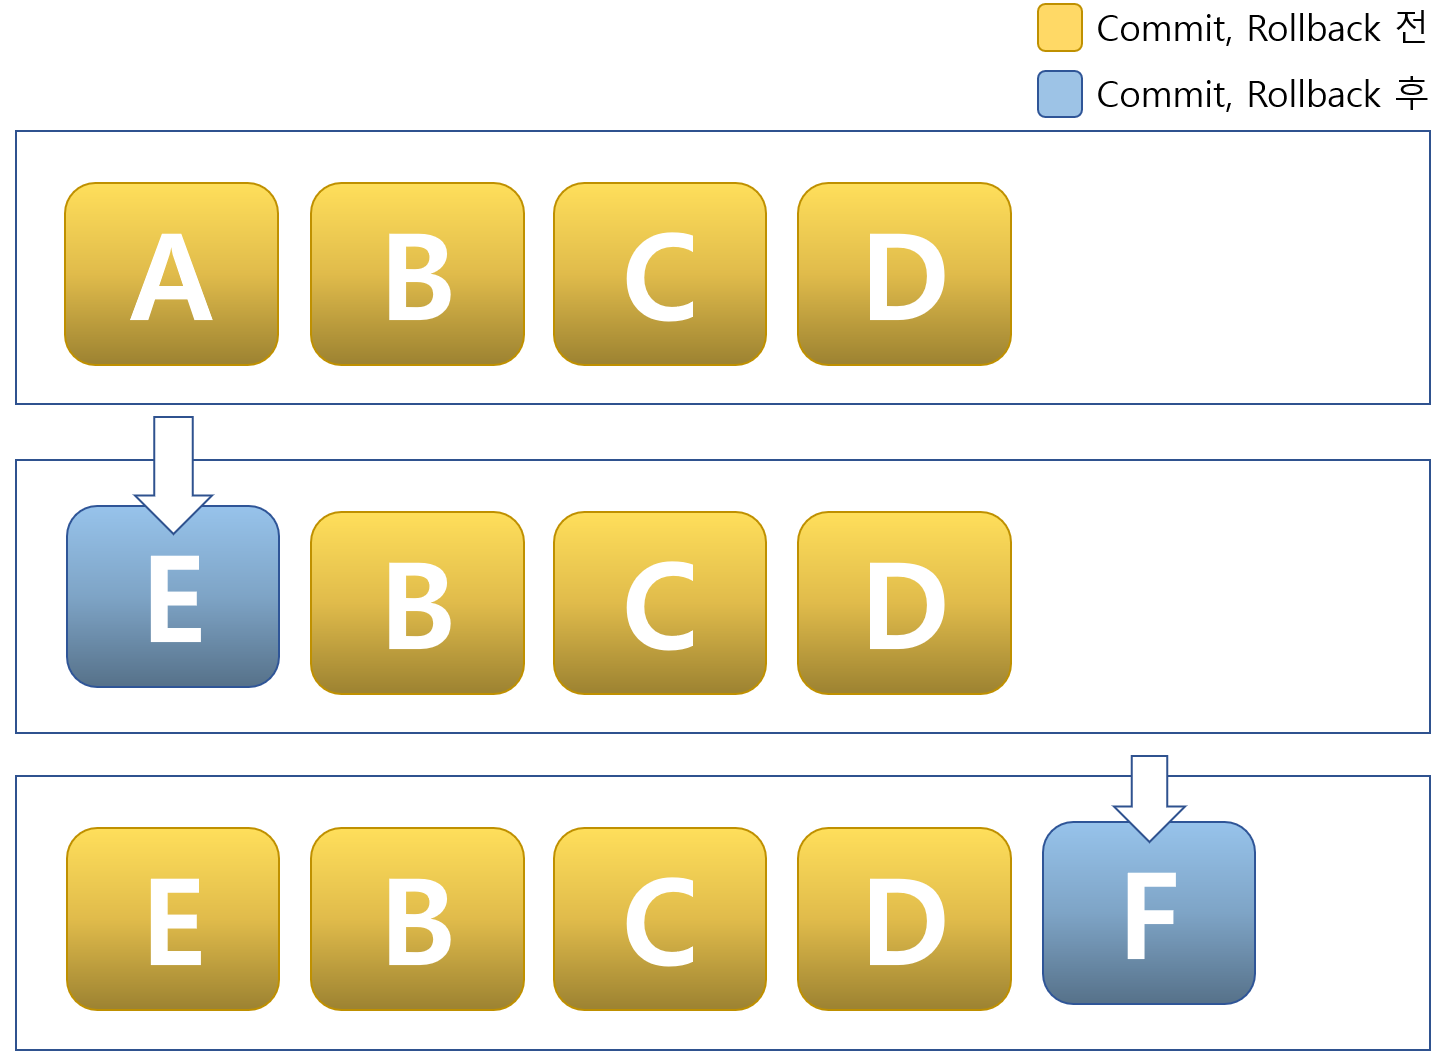 Commit, Rollback 전
Commit, Rollback 후
A B C D
E B C D
E B C D F